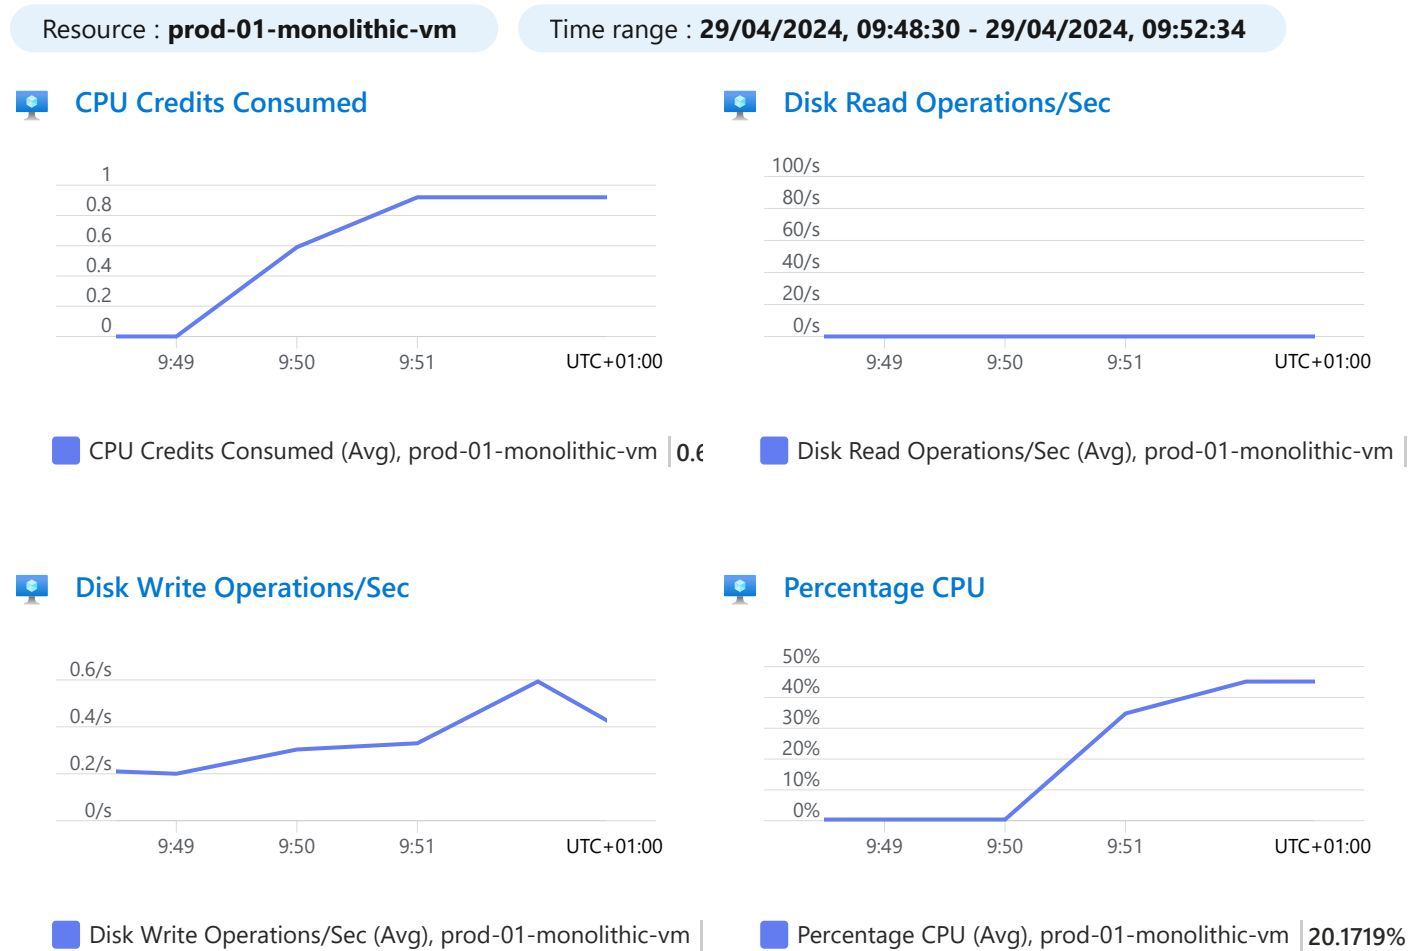 Resource : prod-01-monolithic-vm
Time range : 29/04/2024, 09:48:30 - 29/04/2024, 09:52:34
CPU Credits Consumed
1
0.8
0.6
0.4
0.2
0
9:49 9:50 9:51 UTC+01:00
CPU Credits Consumed (Avg), prod-01-monolithic-vm
Disk Read Operations/Sec
100/s
80/s
60/s
40/s
20/s
0/s
9:49 9:50 9:51 UTC+01:00
Disk Read Operations/Sec (Avg), prod-01-monolithic-vm
Disk Write Operations/Sec
0.6/s
0.4/s
0.2/s
0/s
9:49 9:50 9:51 UTC+01:00
Disk Write Operations/Sec (Avg), prod-01-monolithic-vm
Percentage CPU
50%
40%
30%
20%
10%
0%
9:49 9:50 9:51 UTC+01:00
Percentage CPU (Avg), prod-01-monolithic-vm 20.1719%